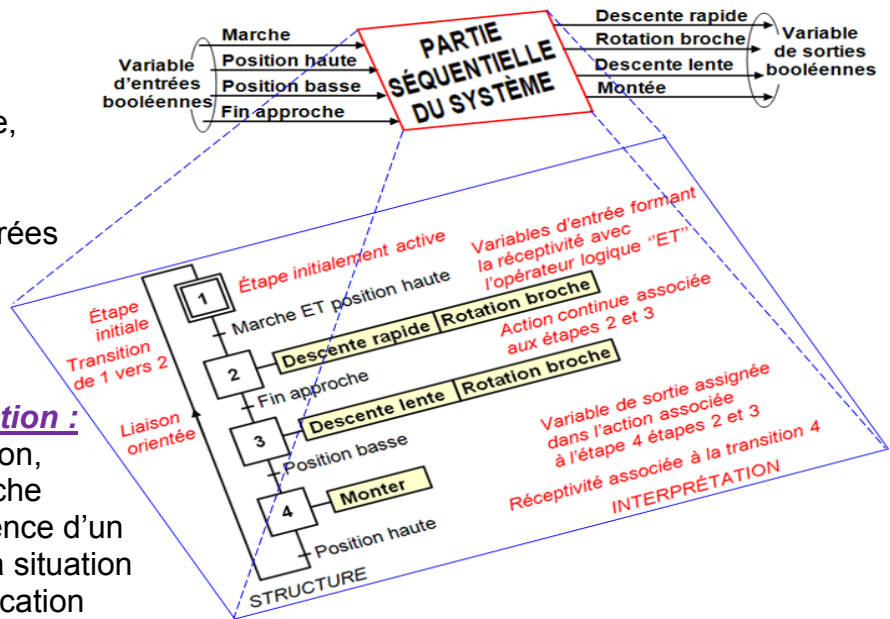 Marche
Position haute
Position basse
Fin approche
Variable
d'entrées
booléennes
PARTIE
SÉQUENTIELLE
DU SYSTÈME
Descente rapide
Rotation broche
Descente lente
Montée
Variable
de sorties
booléennes
e,
rées
tion :
on,
che
ence d'un
a situation
cation
Étape
initiale
Transition
de 1 vers 2
Liaison
orientée
1
Étape initialement active
Marche ET position haute
Variables d'entrée formant
la réceptivité avec
l'opérateur logique ''ET''
2
Descente rapide
Rotation broche
Action continue associée
aux étapes 2 et 3
Fin approche
3
Descente lente
Rotation broche
Position basse
Variable de sortie assignée
dans l'action associée
à l'étape 4 étapes 2 et 3
4
Monter
Réceptivité associée à la transition 4
Position haute
INTERPRÉTATION
STRUCTURE